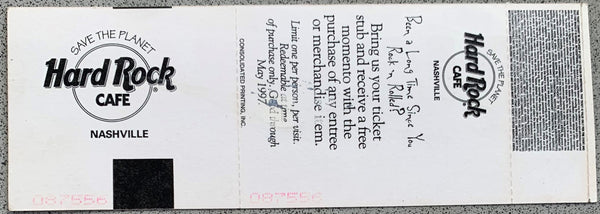 SAVE THE PLANET
Hard Rock
CAFE
NASHVILLE
087556
Been a Long Time Since You
Rock 'n Rolled?
Bring us your ticket
stub and receive a free
momento with the
purchase of any entree
or merchandise item.
Limit one per person, per visit.
Redeemable
of purchase only. Good through
May 1997.
CONSOLIDATED PRINTING, INC.
087556
SAVE THE PLANET
Hard Rock
CAFE
NASHVILLE